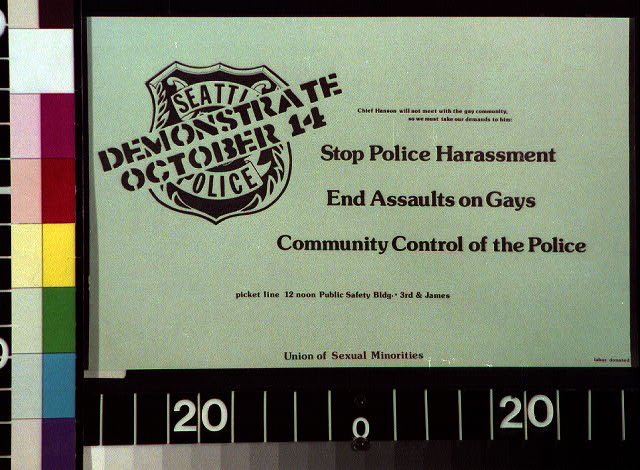 SEATTL
DEMONSTRATE
OCTOBER 14
POLICE
Chief Hanson will not meet with the gay community,
so we must take our demands to him:
Stop Police Harassment
End Assaults on Gays
Community Control of the Police
picket line 12 noon Public Safety Bldg. · 3rd & James
Union of Sexual Minorities
labor donated
20 0 20